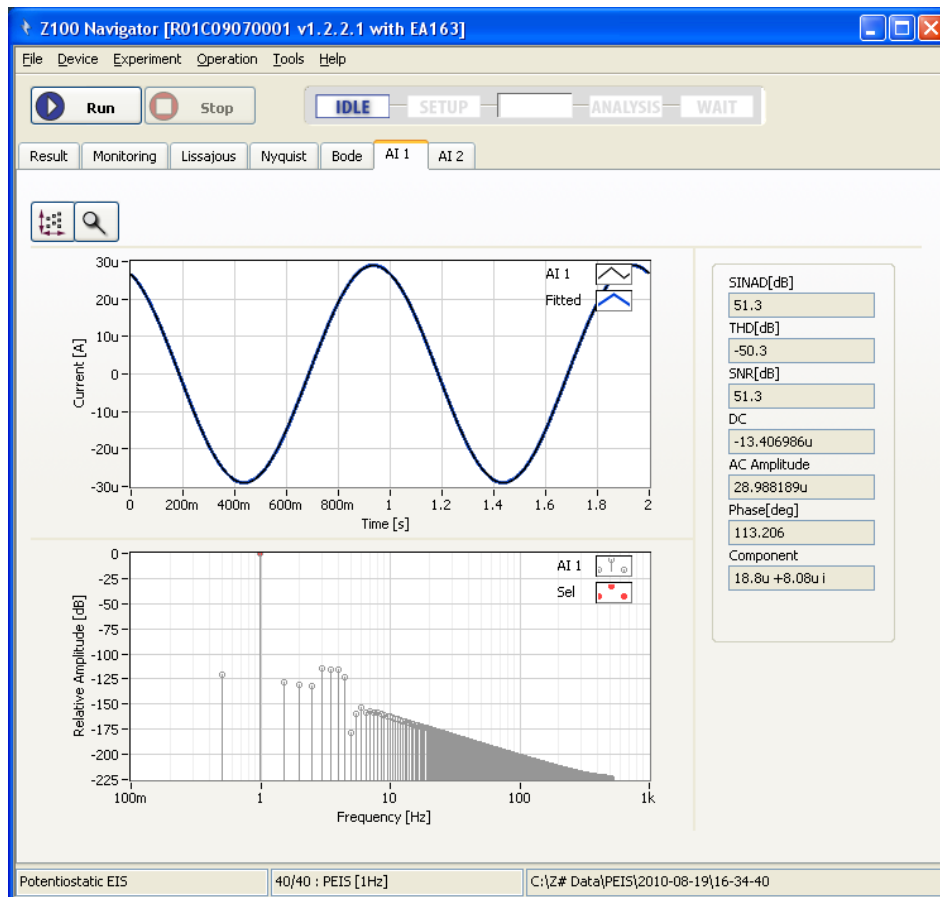 Z100 Navigator [R01C09070001 v1.2.2.1 with EA163]
File Device Experiment Operation Tools Help
Run Stop IDLE SETUP ANALYSIS WAIT
Result Monitoring Lissajous Nyquist Bode AI 1 AI 2
30u
20u
10u
0
-10u
-20u
-30u
Current [A]
AI 1
Fitted
0 200m 400m 600m 800m 1 1.2 1.4 1.6 1.8 2
Time [s]
SINAD[dB]
51.3
THD[dB]
-50.3
SNR[dB]
51.3
DC
-13.406986u
AC Amplitude
28.988189u
Phase[deg]
113.206
Component
18.8u +8.08u i
0
-25
-50
-75
-100
-125
-150
-175
-200
-225
Relative Amplitude [dB]
AI 1
Sel
100m 1 10 100 1k
Frequency [Hz]
Potentiostatic EIS 40/40 : PEIS [1Hz] C:\Z# Data\PEIS\2010-08-19\16-34-40